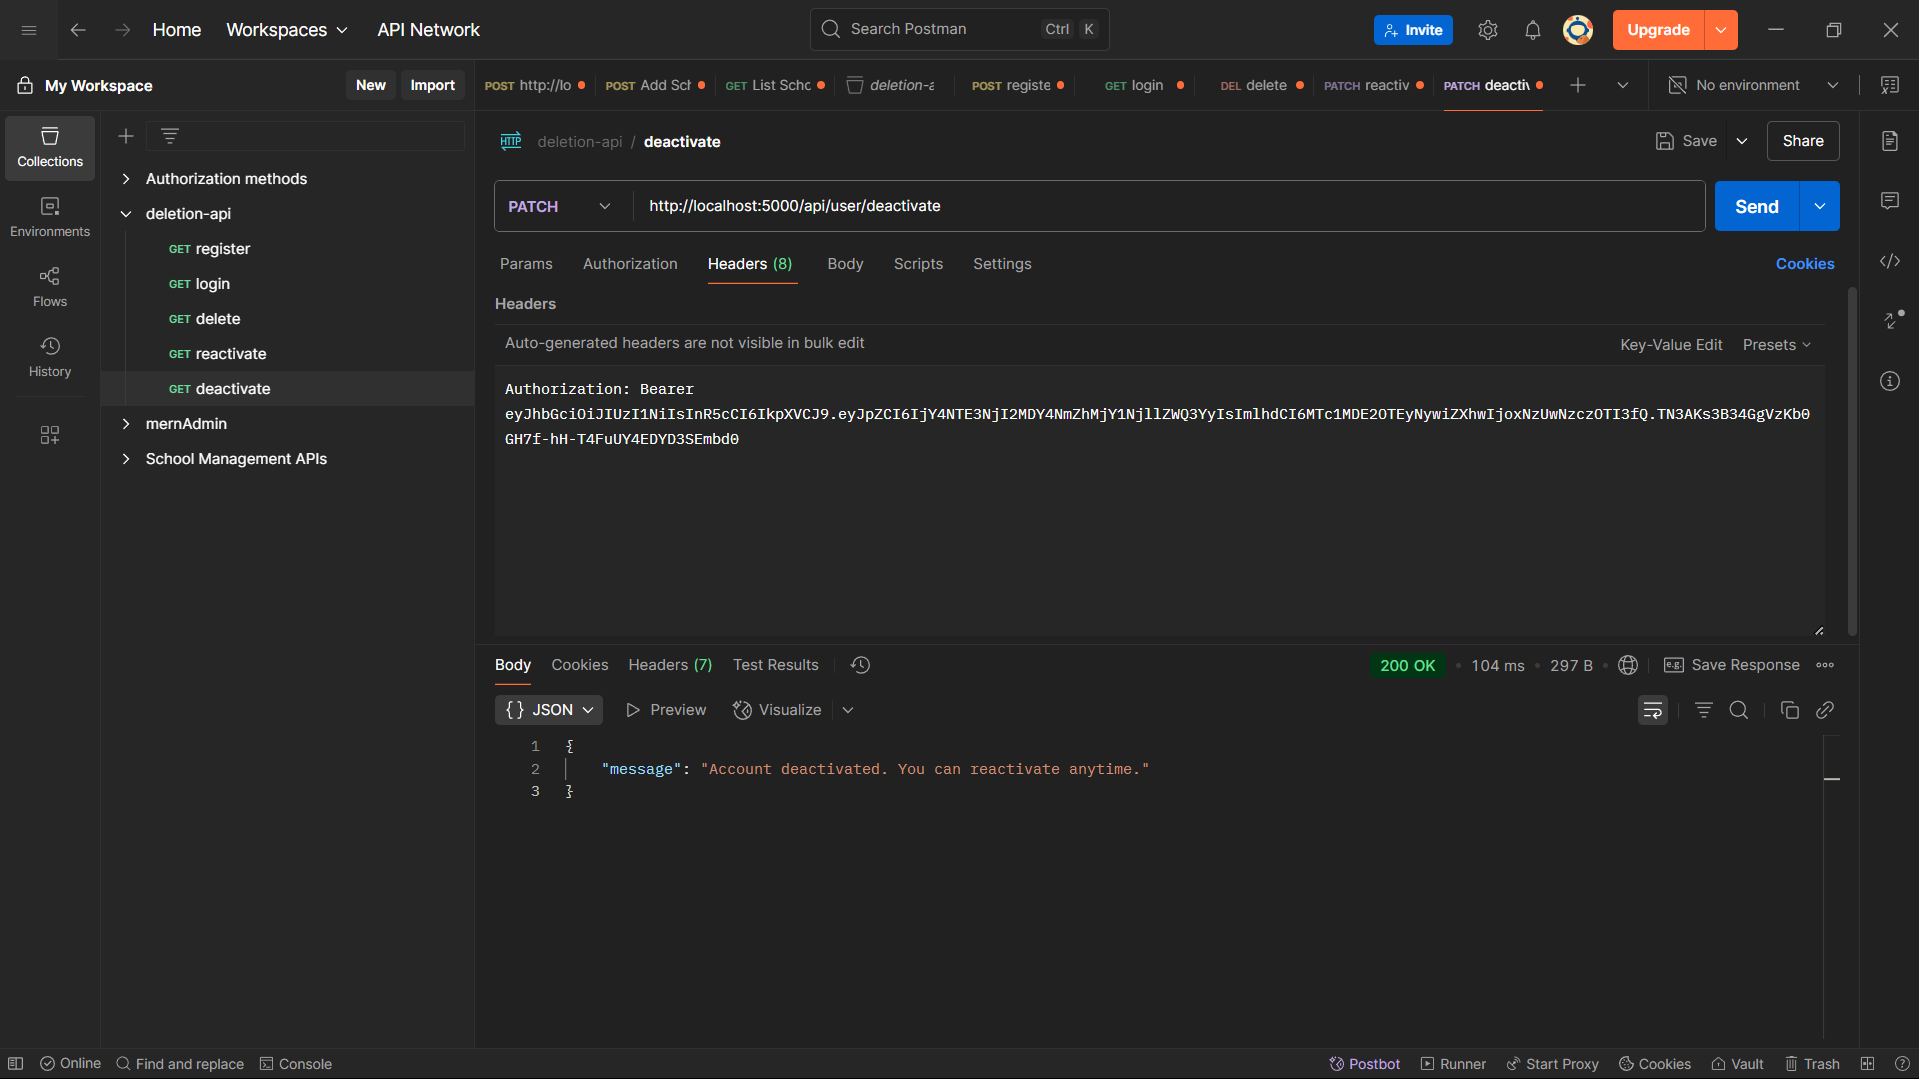 Home
Workspaces
API Network
Search Postman
Ctrl
K
Invite
Upgrade
My Workspace
New
Import
POST http://lo
POST Add Sch
GET List Scho
deletion-a
POST registe
GET login
DEL delete
PATCH reactiv
PATCH deactiv
No environment
Collections
Environments
Flows
History
Authorization methods
deletion-api
GET register
GET login
GET delete
GET reactivate
GET deactivate
mernAdmin
School Management APIs
HTTP
deletion-api / deactivate
Save
Share
PATCH
http://localhost:5000/api/user/deactivate
Send
Params
Authorization
Headers (8)
Body
Scripts
Settings
Cookies
Headers
Auto-generated headers are not visible in bulk edit
Key-Value Edit
Presets
Authorization: Bearer
eyJhbGciOiJIUzI1NiIsInR5cCI6IkpXVCJ9.eyJpZCI6IjY4NTE3NjI2MDY4NmZhMjY1NjllZWQ3YyIsImlhdCI6MTc1MDE2OTEyNywiZXhwIjoxNzUwNzczOTI3fQ.TN3AKs3B34GgVzKb0
GH7f-hH-T4FuUY4EDYD3SEmbd0
Body
Cookies
Headers (7)
Test Results
200 OK
104 ms
297 B
e.g.
Save Response
{} JSON
Preview
Visualize
1 {
2 "message": "Account deactivated. You can reactivate anytime."
3 }
Online
Find and replace
Console
Postbot
Runner
Start Proxy
Cookies
Vault
Trash